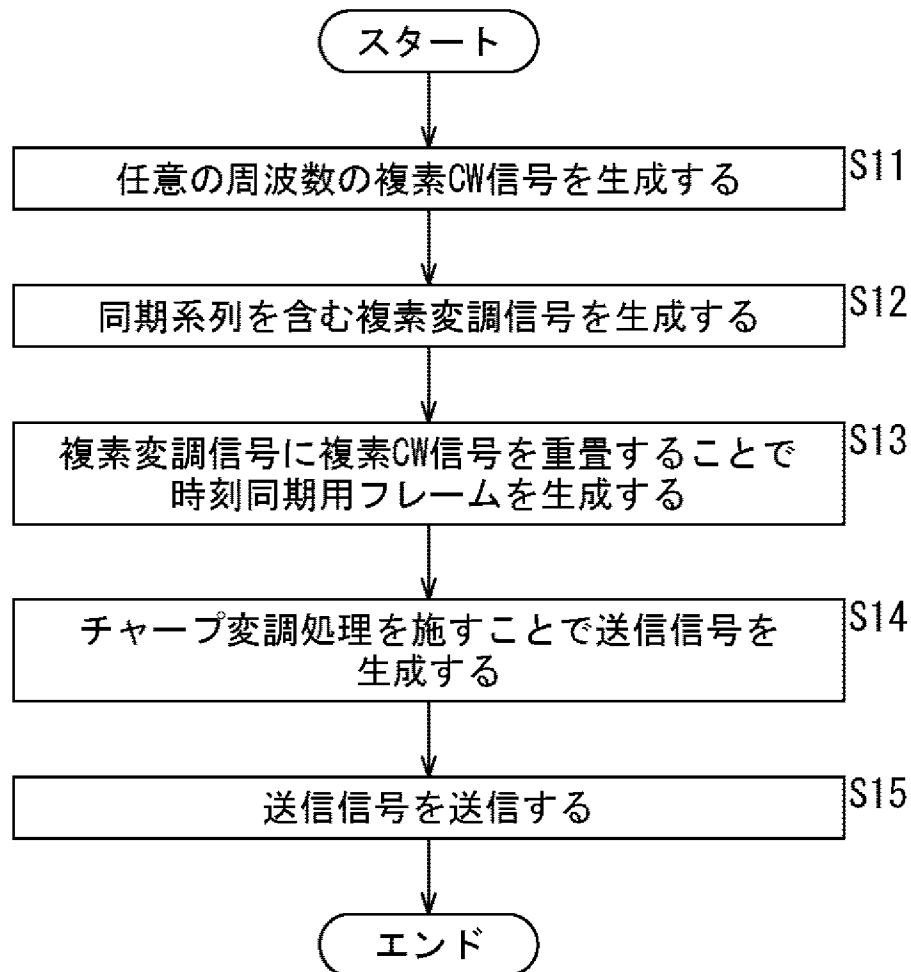 スタート
任意の周波数の複素CW信号を生成する
S11
同期系列を含む複素変調信号を生成する
S12
複素変調信号に複素CW信号を重畳することで
時刻同期用フレームを生成する
S13
チャープ変調処理を施すことで送信信号を
生成する
S14
送信信号を送信する
S15
エンド